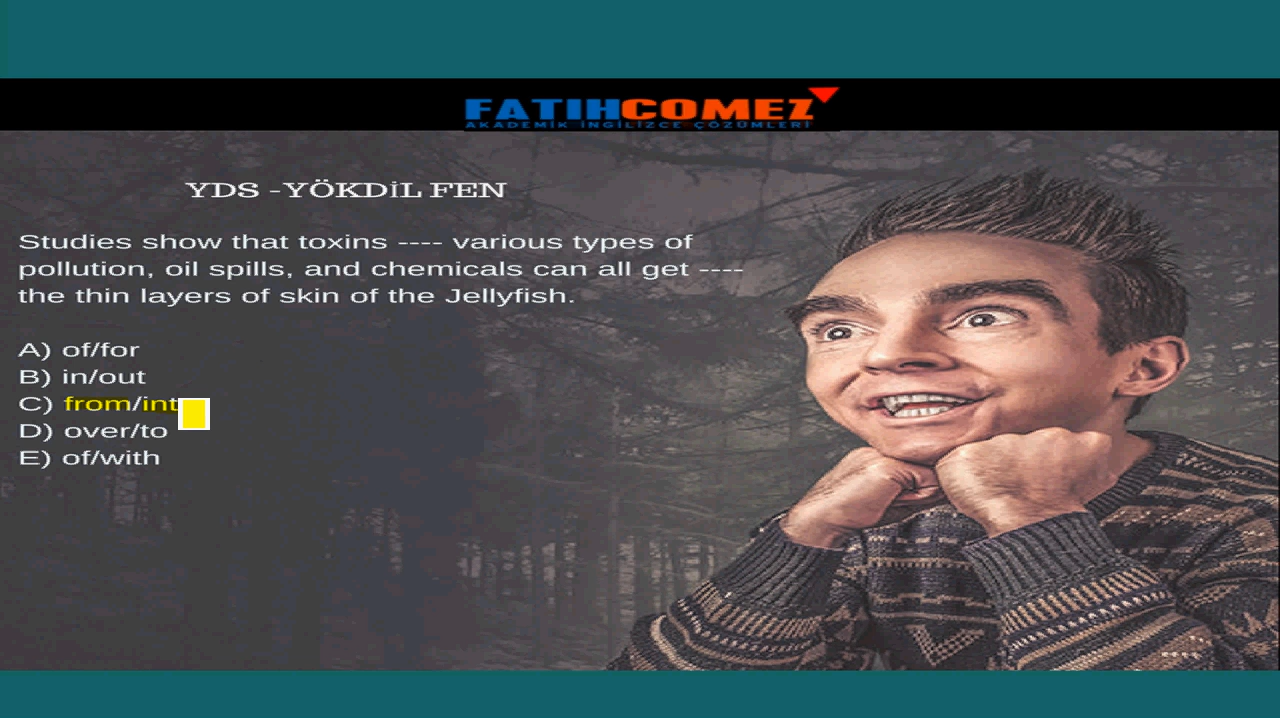 FATIHCOMEZ
AKADEMİK İNGİLİZCE ÇÖZÜMLERİ
YDS -YÖKDİL FEN
Studies show that toxins ---- various types of
pollution, oil spills, and chemicals can all get ----
the thin layers of skin of the Jellyfish.
A) of/for
B) in/out
C) from/int
D) over/to
E) of/with